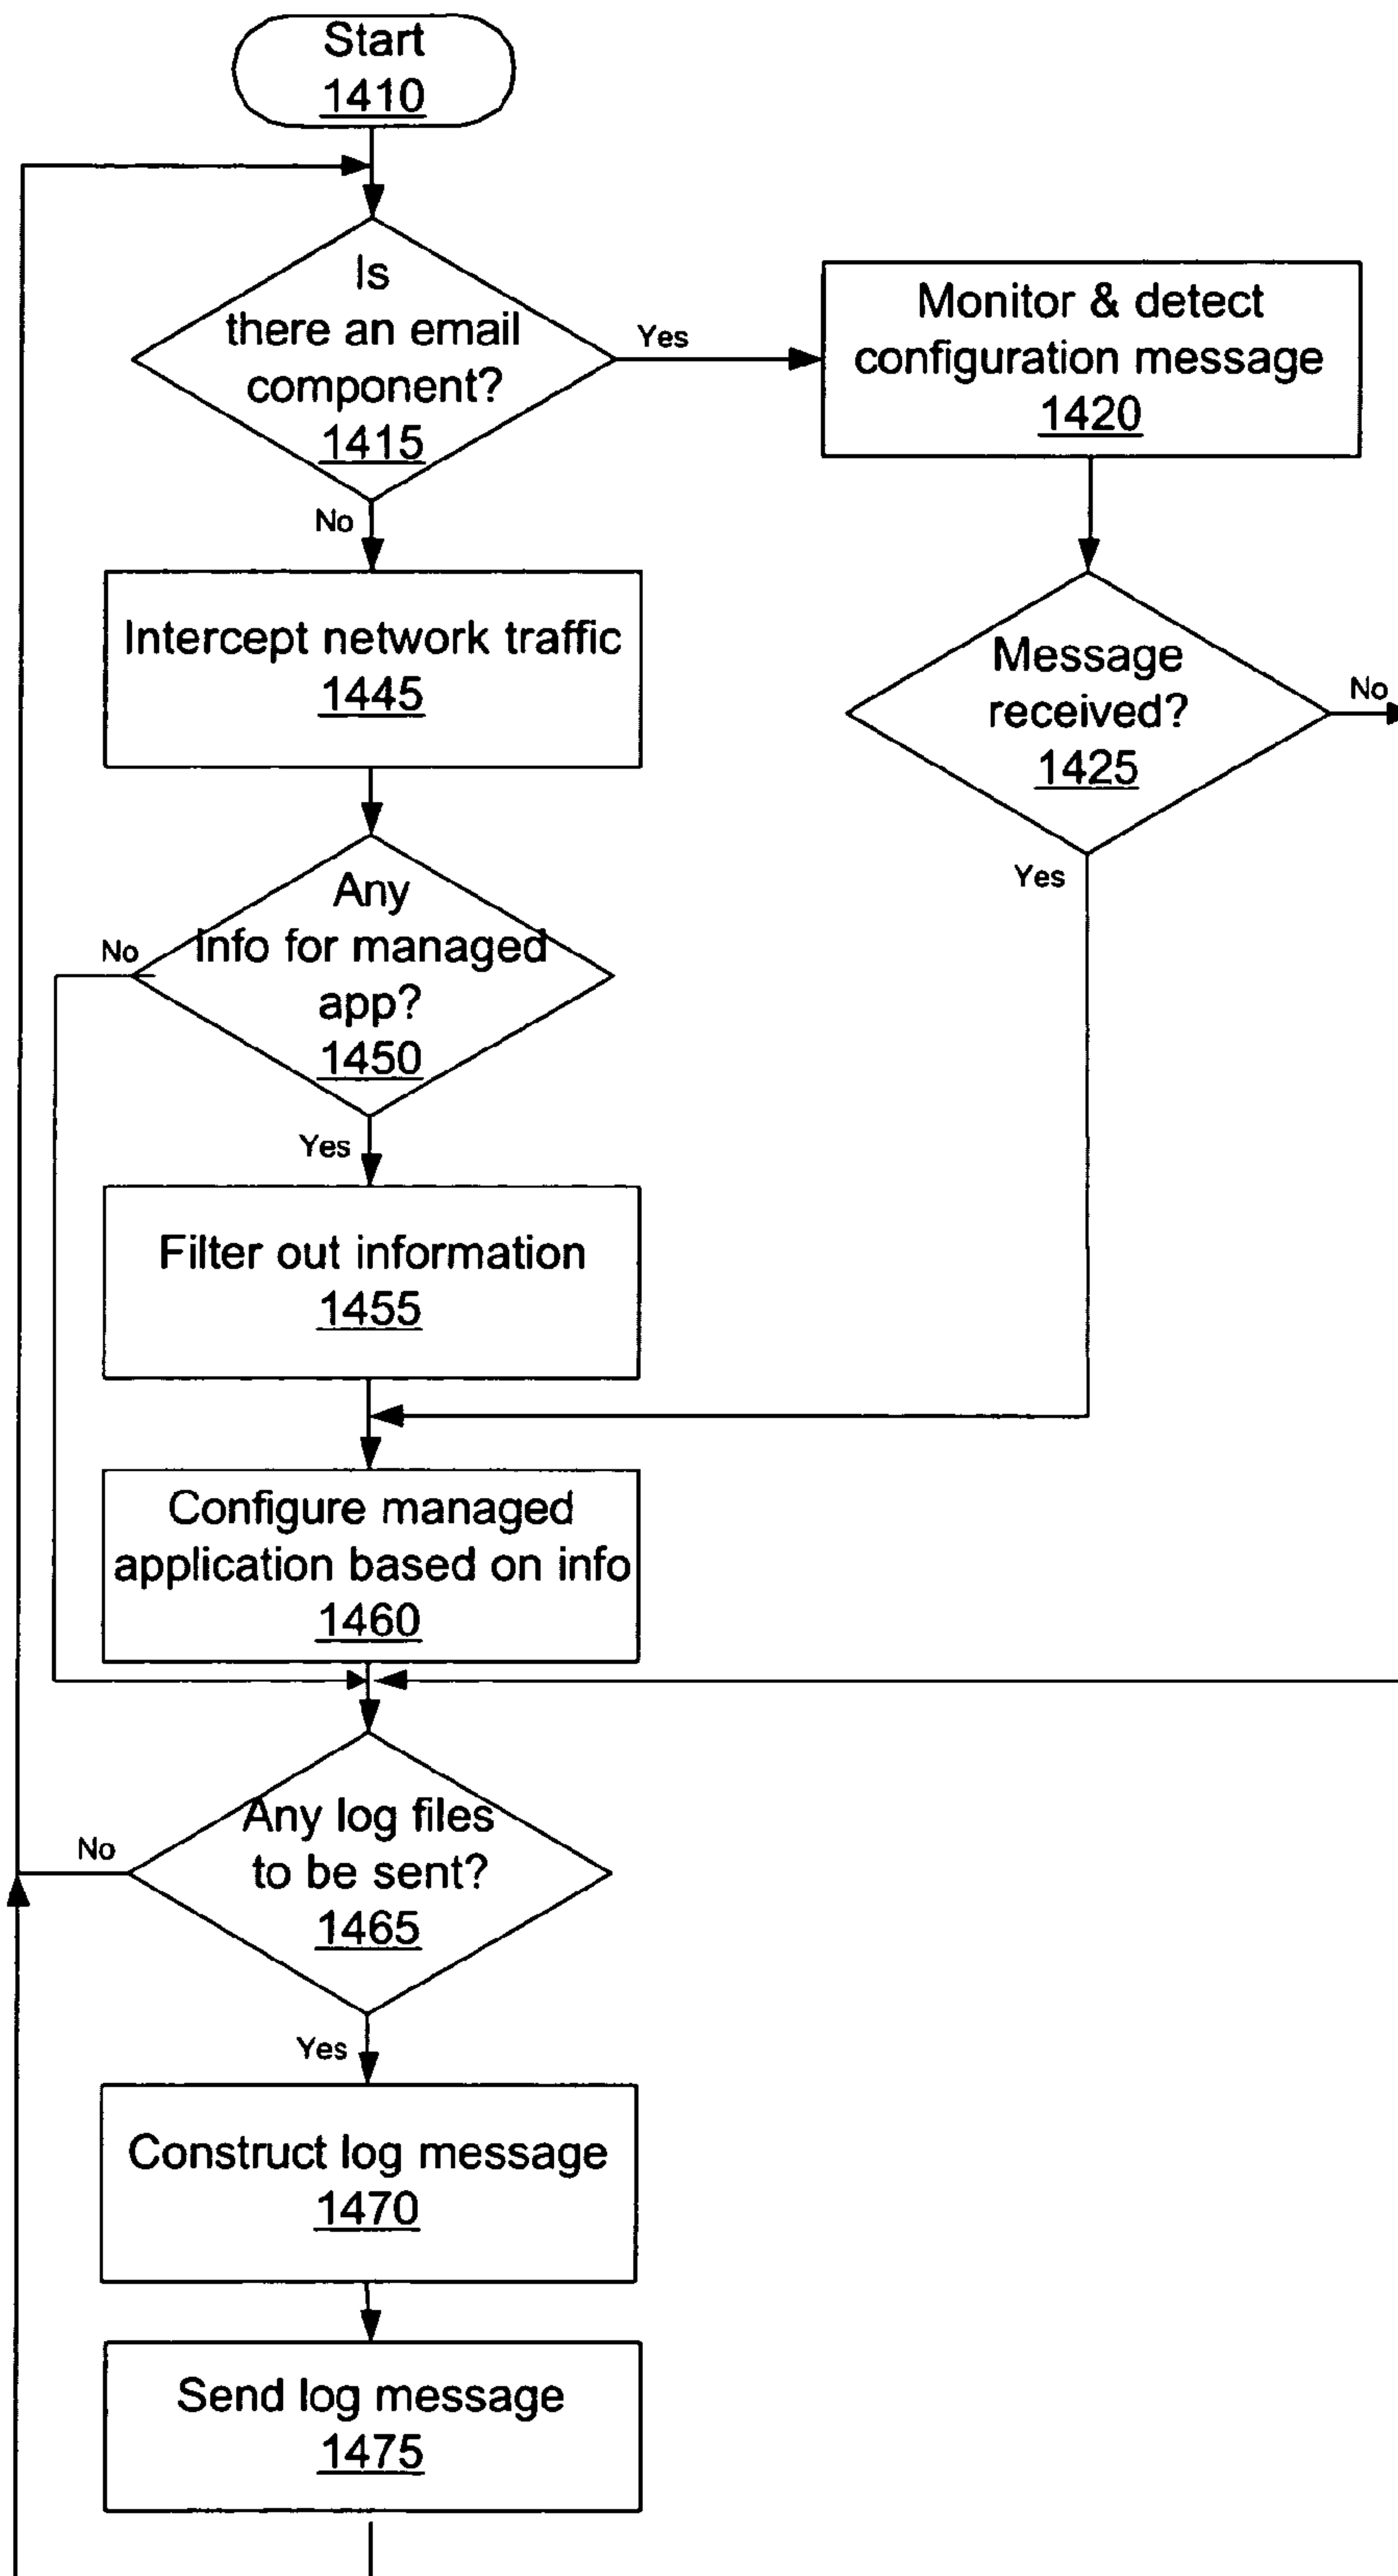 Start
1410
Is
there an email
component?
1415
Yes
No
Monitor & detect
configuration message
1420
Message
received?
1425
No
Yes
Intercept network traffic
1445
Any
Info for managed
app?
1450
No
Yes
Filter out information
1455
Configure managed
application based on info
1460
Any log files
to be sent?
1465
No
Yes
Construct log message
1470
Send log message
1475